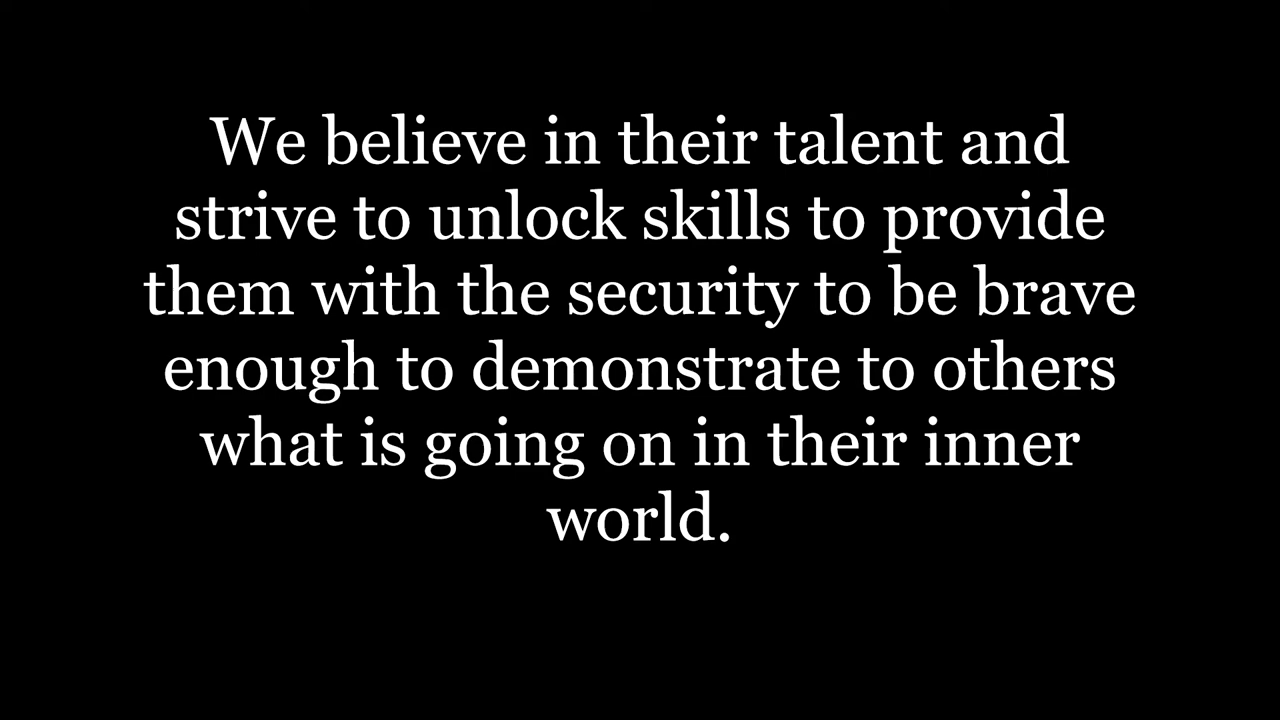 We believe in their talent and
strive to unlock skills to provide
them with the security to be brave
enough to demonstrate to others
what is going on in their inner
world.